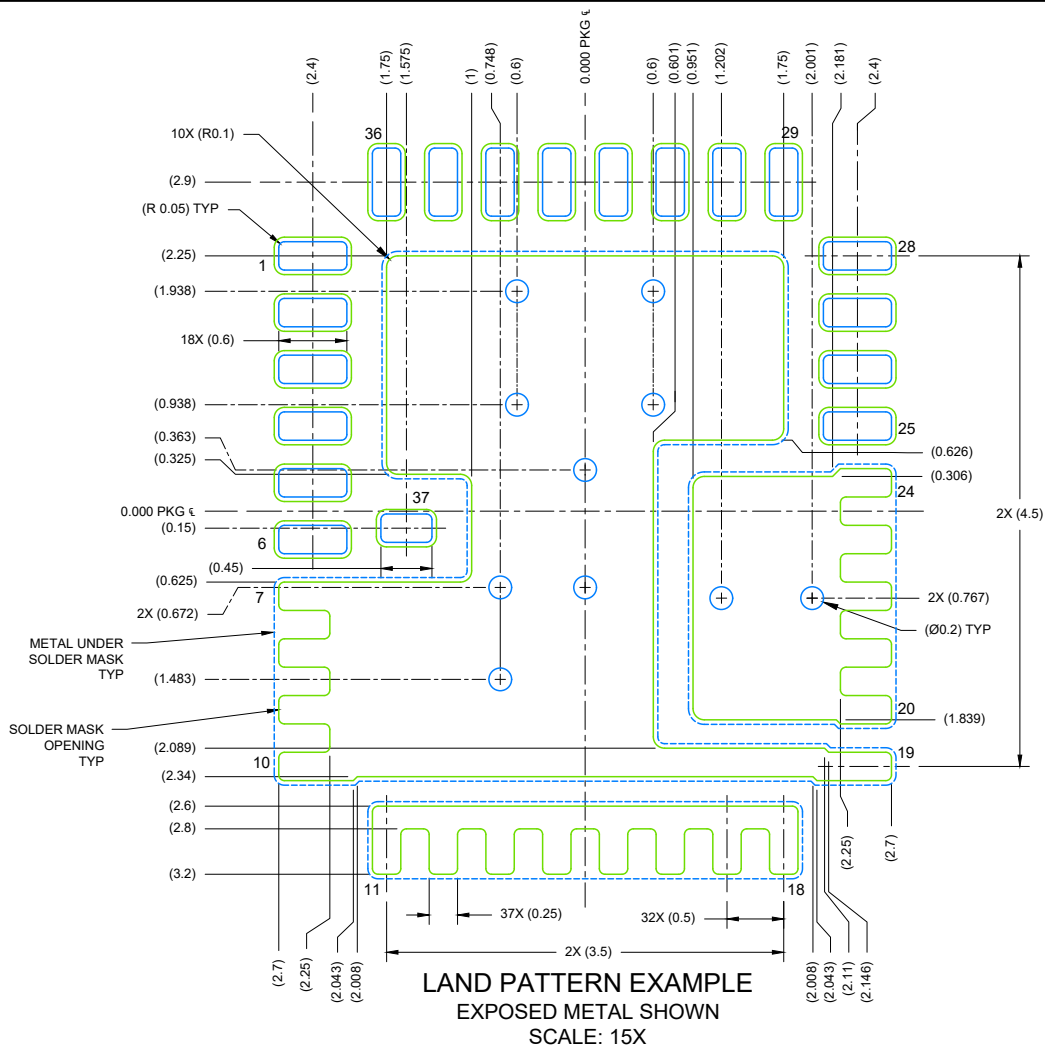 (2.4)
(1.75)
(1.575)
(1)
(0.748)
(0.6)
0.000 PKG ℄
(0.6)
(0.601)
(0.951)
(1.202)
(1.75)
(2.001)
(2.181)
(2.4)
10X (R0.1)
36
29
(2.9)
(R 0.05) TYP
(2.25)
1
28
(1.938)
18X (0.6)
(0.938)
25
(0.363)
(0.626)
(0.325)
(0.306)
37
24
0.000 PKG ℄
2X (4.5)
(0.15)
6
(0.45)
(0.625)
7
2X (0.672)
2X (0.767)
(Ø0.2) TYP
METAL UNDER
SOLDER MASK
TYP
(1.483)
SOLDER MASK
OPENING
TYP
20
(1.839)
(2.089)
19
10
(2.34)
(2.6)
(2.8)
(3.2)
11
18
(2.25)
(2.7)
37X (0.25)
32X (0.5)
2X (3.5)
(2.7)
(2.25)
(2.043)
(2.008)
(2.008)
(2.043)
(2.11)
(2.146)
LAND PATTERN EXAMPLE
EXPOSED METAL SHOWN
SCALE: 15X